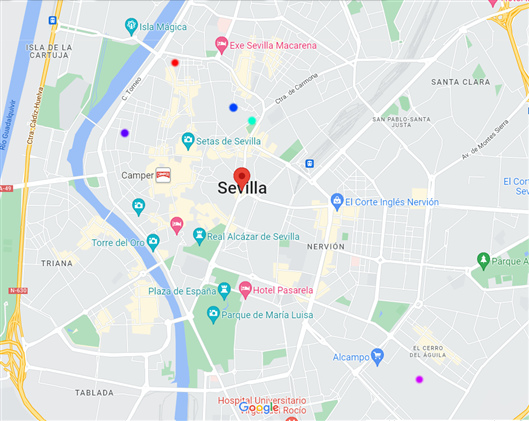 Isla Mágica
ISLA DE LA
CARTUJA
Exe Sevilla Macarena
C. Torneo
Ctra. de Carmona
SANTA CLARA
Río Guadalquivir
Ctra. Cádiz-Huelva
SAN PABLO-SANTA
JUSTA
Av. de Montes Sierra
Setas de Sevilla
Camper
Sevilla
A-49
El Cort
Sevi
El Corte Inglés Nervión
Torre del Oro
Real Alcázar de Sevilla
NERVIÓN
TRIANA
Parque A
N-630
Plaza de España
Hotel Pasarela
Parque de María Luisa
EL CERRO
DEL ÁGUILA
Alcampo
TABLADA
Hospital Universitario
Virgen del Rocío
Google